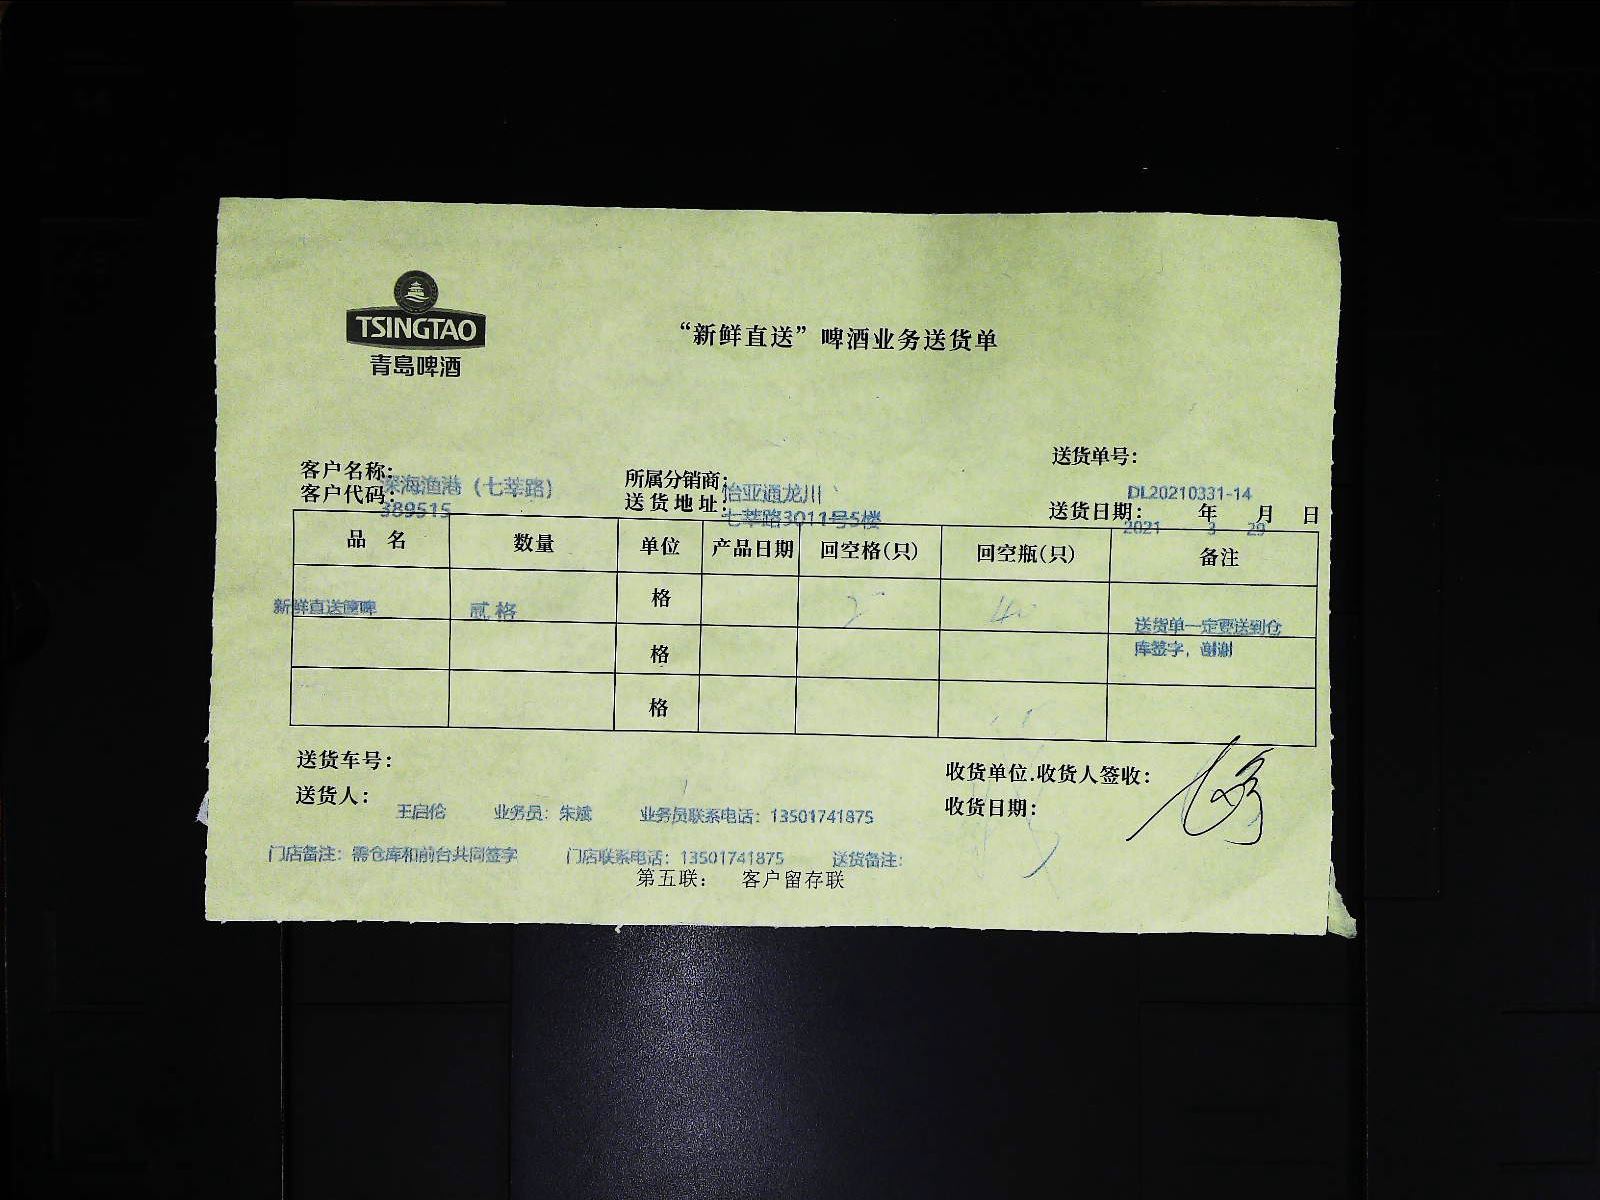 TSINGTAO
青岛啤酒
“新鲜直送”啤酒业务送货单
送货单号：
DL20210331-14
客户名称： 深海渔港（七莘路） 所属分销商： 怡亚通龙川
客户代码： 389515 送货地址： 七莘路3011号5楼 送货日期： 2021 年 3 月 29 日
品 名 数量 单位 产品日期 回空格(只) 回空瓶(只) 备注
新鲜直送篁啤 贰格 格 2 40 送货单一定要送到仓
库签字，谢谢
格
格
送货车号： 收货单位.收货人签收：
送货人： 王启伦 业务员：朱斌 业务员联系电话：13501741875 收货日期：
门店备注：需仓库和前台共同签字 门店联系电话：13501741875 送货备注：
第五联： 客户留存联